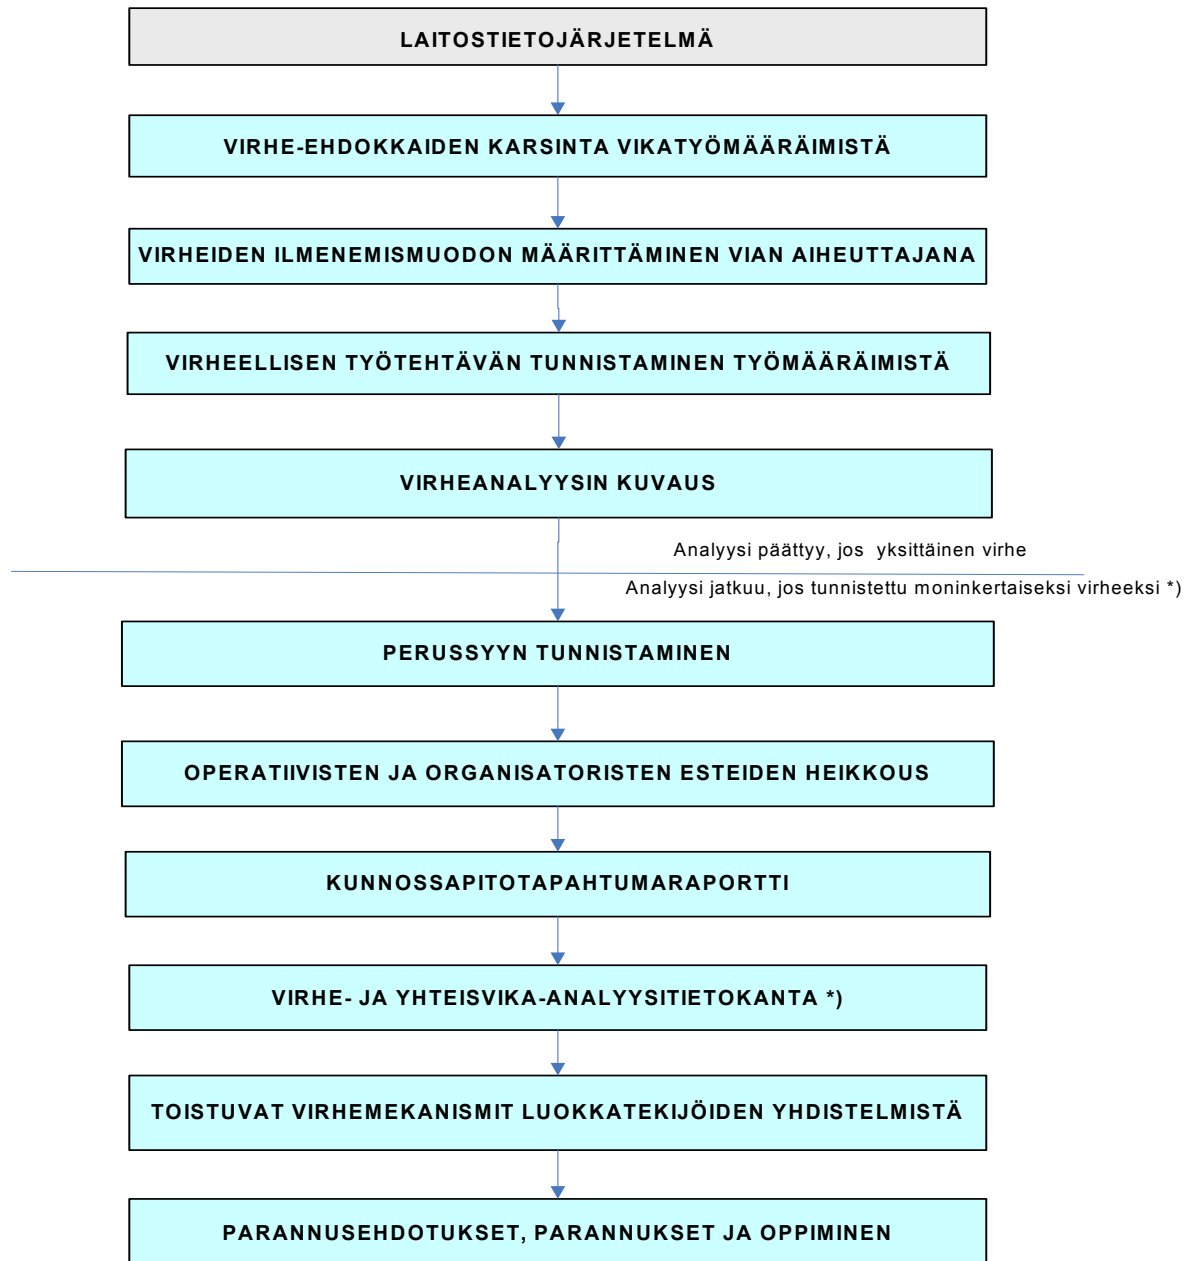 LAITOSTIETOJÄRJETELMÄ
VIRHE-EHDOKKAIDEN KARSINTA VIKATYÖMÄÄRÄIMISTÄ
VIRHEIDEN ILMENEMISMUODON MÄÄRITTÄMINEN VIAN AIHEUTTAJANA
VIRHEELLISEN TYÖTEHTÄVÄN TUNNISTAMINEN TYÖMÄÄRÄIMISTÄ
VIRHEANALYYSIN KUVAUS
Analyysi päättyy, jos yksittäinen virhe
Analyysi jatkuu, jos tunnistettu moninkertaiseksi virheeksi *)
PERUSSYYN TUNNISTAMINEN
OPERATIIVISTEN JA ORGANISATORISTEN ESTEIDEN HEIKKOUS
KUNNOSSAPITOTAPAHTUMARAPORTTI
VIRHE- JA YHTEISVIKA-ANALYYSITIETOKANTA *)
TOISTUVAT VIRHEMEKANISMIT LUOKKATEKIJÖIDEN YHDISTELMISTÄ
PARANNUSEHDOTUKSET, PARANNUKSET JA OPPIMINEN